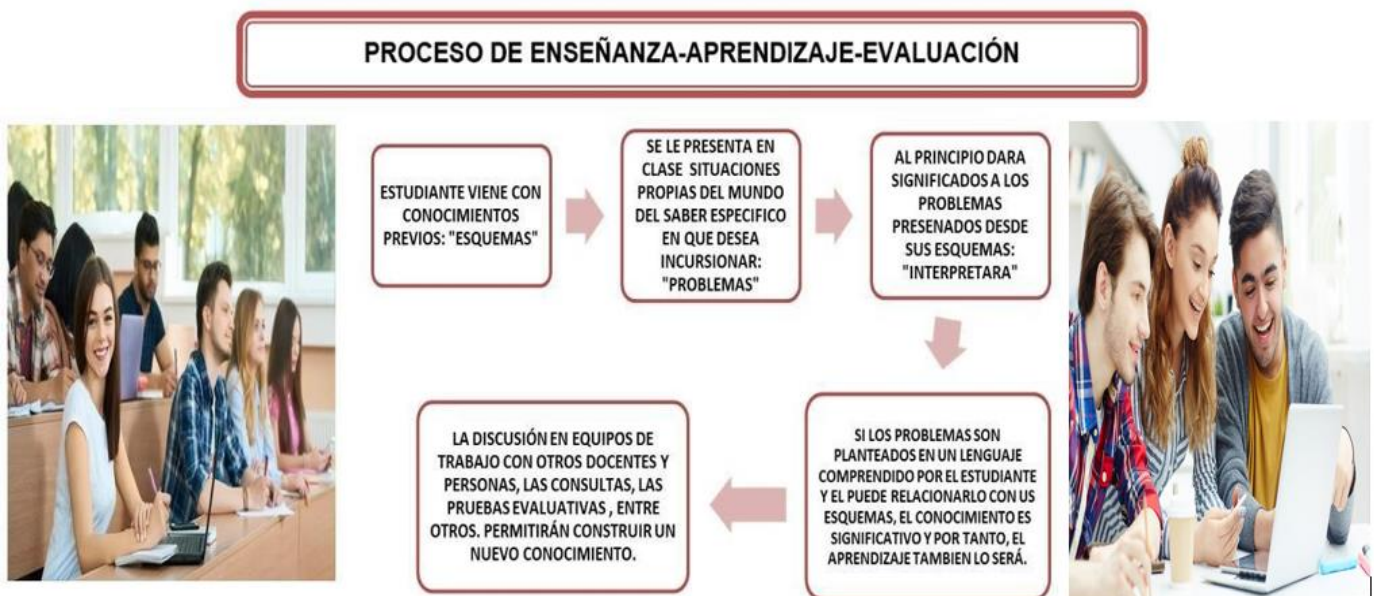 PROCESO DE ENSEÑANZA-APRENDIZAJE-EVALUACIÓN
ESTUDIANTE VIENE CON
CONOCIMIENTOS
PREVIOS: "ESQUEMAS"
SE LE PRESENTA EN
CLASE SITUACIONES
PROPIAS DEL MUNDO
DEL SABER ESPECIFICO
EN QUE DESEA
INCURSIONAR:
"PROBLEMAS"
AL PRINCIPIO DARA
SIGNIFICADOS A LOS
PROBLEMAS
PRESENADOS DESDE
SUS ESQUEMAS:
"INTERPRETARA"
SI LOS PROBLEMAS SON
PLANTEADOS EN UN LENGUAJE
COMPRENDIDO POR EL ESTUDIANTE
Y EL PUEDE RELACIONARLO CON US
ESQUEMAS, EL CONOCIMIENTO ES
SIGNIFICATIVO Y POR TANTO, EL
APRENDIZAJE TAMBIEN LO SERÁ.
LA DISCUSIÓN EN EQUIPOS DE
TRABAJO CON OTROS DOCENTES Y
PERSONAS, LAS CONSULTAS, LAS
PRUEBAS EVALUATIVAS , ENTRE
OTROS. PERMITIRÁN CONSTRUIR UN
NUEVO CONOCIMIENTO.